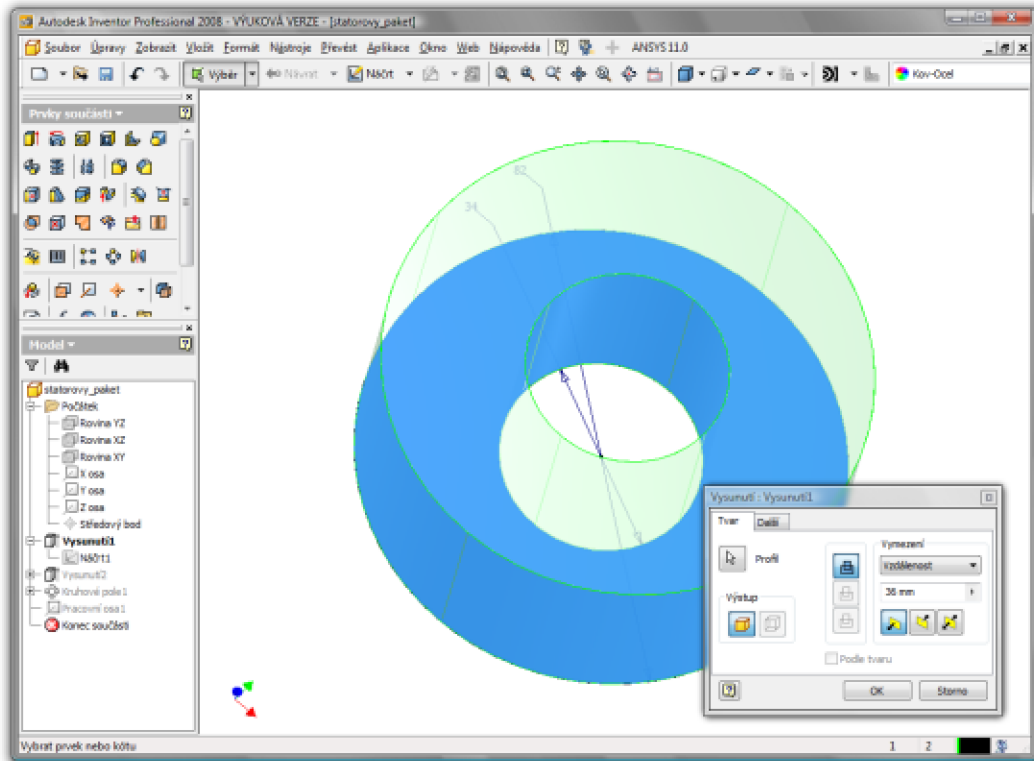 Autodesk Inventor Professional 2008 - VÝUKOVÁ VERZE - [statorovy_paket]
Soubor Úpravy Zobrazit Vložit Formát Nástroje Převést Aplikace Okno Web Nápověda ANSYS 11.0
Výběr Návrat Náčrt Kov-Ocel
Prvky součásti
82
34
Model
statorovy_paket
Počátek
Rovina YZ
Rovina XZ
Rovina XY
X osa
Y osa
Z osa
Středový bod
Vysunutí1
Náčrt1
Vysunutí2
Kruhové pole1
Pracovní osa1
Konec součásti
Vysunutí : Vysunutí1
Tvar Další
Profil
Vymezení
Vzdálenost
Výstup
36 mm
Podle tvaru
OK Storno
Vybrat prvek nebo kótu
1 2